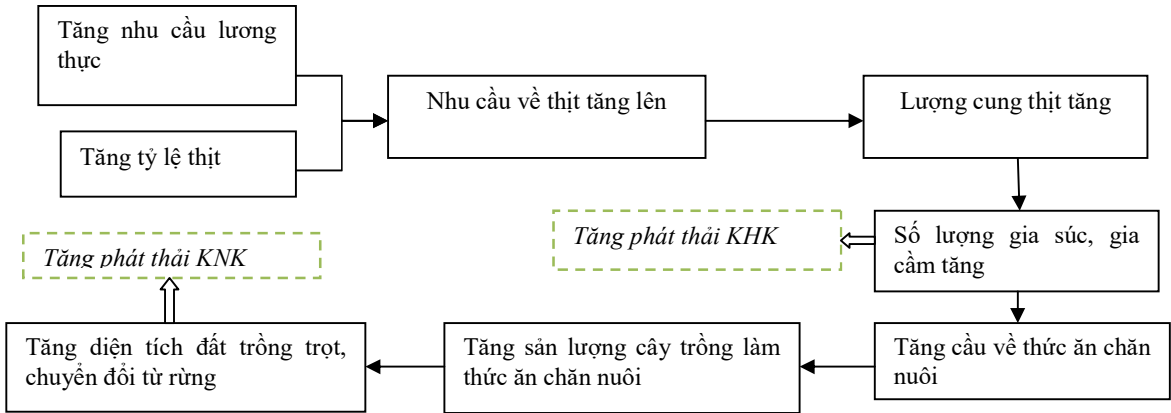 Tăng nhu cầu lương
thực
Nhu cầu về thịt tăng lên
Lượng cung thịt tăng
Tăng tỷ lệ thịt
Tăng phát thải KHK
Số lượng gia súc, gia
cầm tăng
Tăng phát thải KNK
Tăng diện tích đất trồng trọt,
chuyển đổi từ rừng
Tăng sản lượng cây trồng làm
thức ăn chăn nuôi
Tăng cầu về thức ăn chăn
nuôi